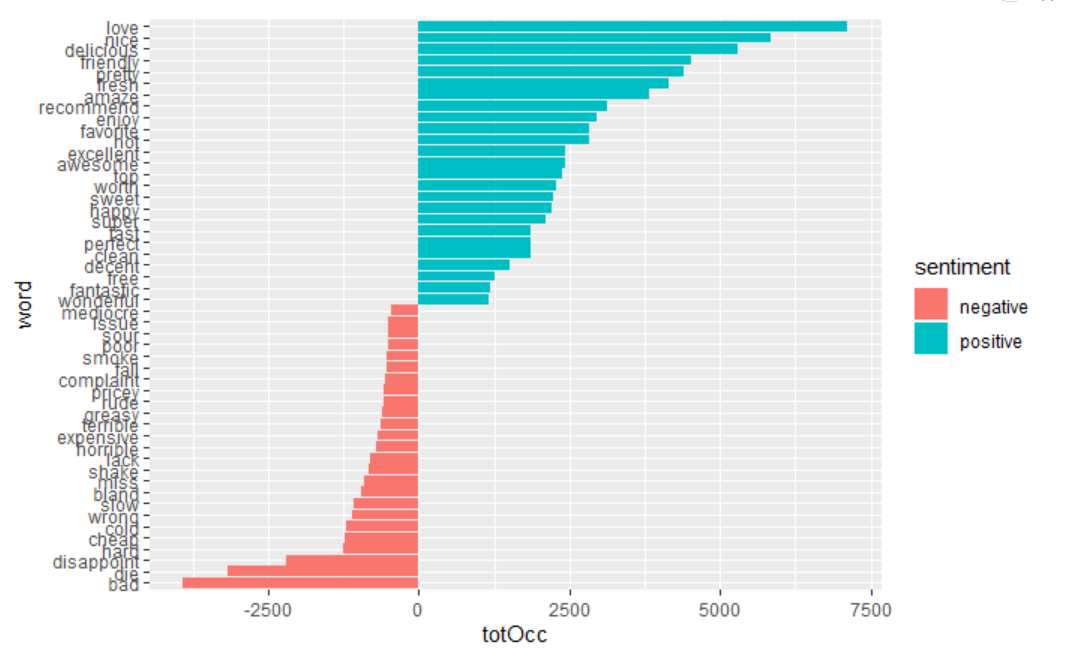 love
nice
delicious
friendly
pretty
fresh
amaze
recommend
enjoy
favorite
hot
excellent
awesome
top
worth
sweet
happy
super
fast
perfect
clean
decent
free
fantastic
wonderful
mediocre
issue
sour
poor
smoke
fall
complaint
pricey
rude
greasy
terrible
expensive
horrible
lack
shake
miss
bland
slow
wrong
cold
cheap
hard
disappoint
die
bad
word
-2500 0 2500 5000 7500
totOcc
sentiment
negative
positive